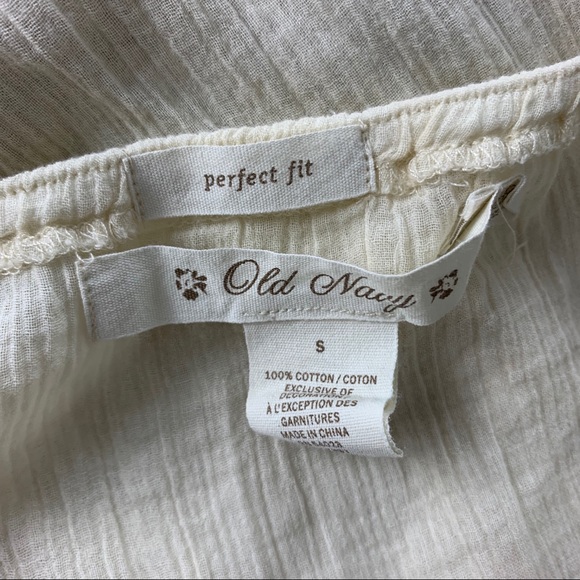 perfect fit
Old Navy
S
100% COTTON / COTON
EXCLUSIVE OF
DECORATION
À L'EXCEPTION DES
GARNITURES
MADE IN CHINA